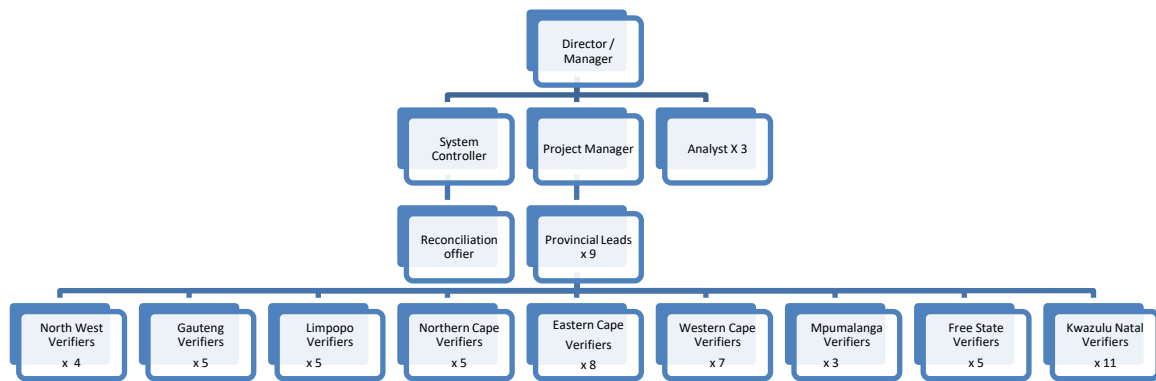 Director /
Manager
System
Controller
Project Manager
Analyst X 3
Reconciliation
offier
Provincial Leads
x 9
North West
Verifiers
x 4
Gauteng
Verifiers
x 5
Limpopo
Verifiers
x 5
Northern Cape
Verifiers
x 5
Eastern Cape
Verifiers
x 8
Western Cape
Verifiers
x 7
Mpumalanga
Verifiers
x 3
Free State
Verifiers
x 5
Kwazulu Natal
Verifiers
x 11